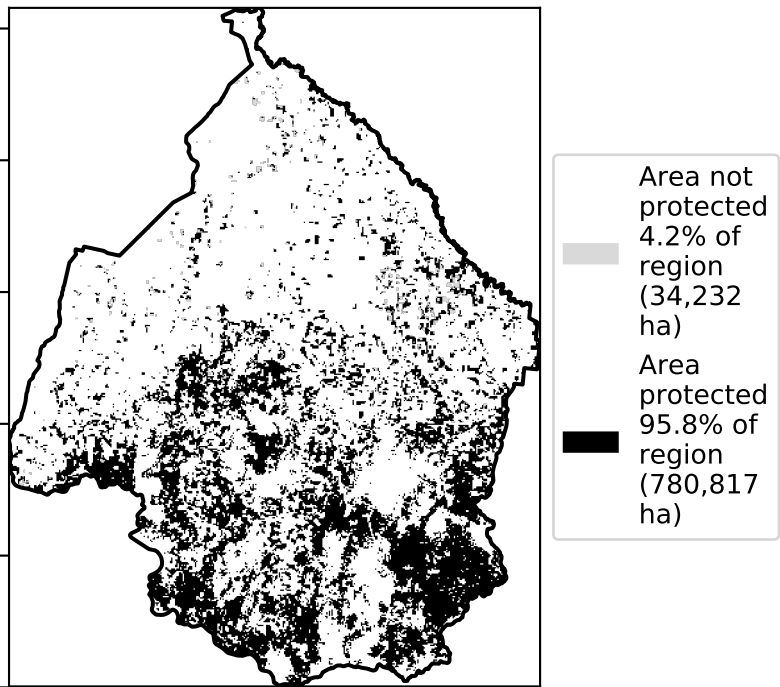 Area not
protected
4.2% of
region
(34,232
ha)
Area
protected
95.8% of
region
(780,817
ha)